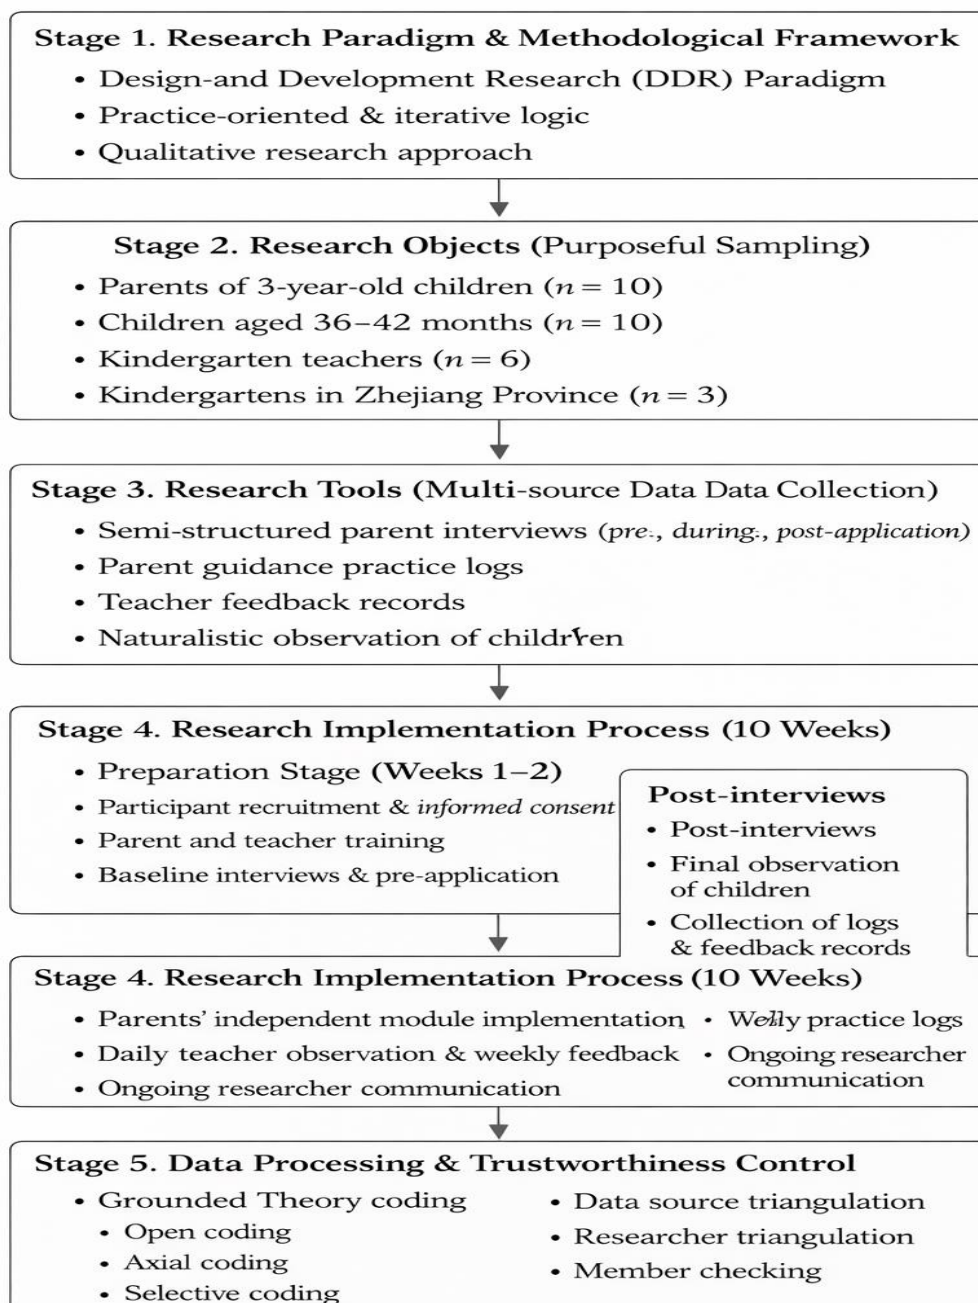 Stage 1. Research Paradigm & Methodological Framework
• Design-and Development Research (DDR) Paradigm
• Practice-oriented & iterative logic
• Qualitative research approach
Stage 2. Research Objects (Purposeful Sampling)
• Parents of 3-year-old children (n = 10)
• Children aged 36–42 months (n = 10)
• Kindergarten teachers (n = 6)
• Kindergartens in Zhejiang Province (n = 3)
Stage 3. Research Tools (Multi-source Data Data Collection)
• Semi-structured parent interviews (pre-, during-, post-application)
• Parent guidance practice logs
• Teacher feedback records
• Naturalistic observation of children
Stage 4. Research Implementation Process (10 Weeks)
• Preparation Stage (Weeks 1–2)
• Participant recruitment & informed consent
• Parent and teacher training
• Baseline interviews & pre-application
Post-interviews
• Post-interviews
• Final observation
of children
• Collection of logs
& feedback records
Stage 4. Research Implementation Process (10 Weeks)
• Parents' independent module implementation
• Daily teacher observation & weekly feedback
• Ongoing researcher communication
• practice logs
• Ongoing researcher
communication
Stage 5. Data Processing & Trustworthiness Control
• Grounded Theory coding
• Open coding
• Axial coding
• Selective coding
• Data source triangulation
• Researcher triangulation
• Member checking